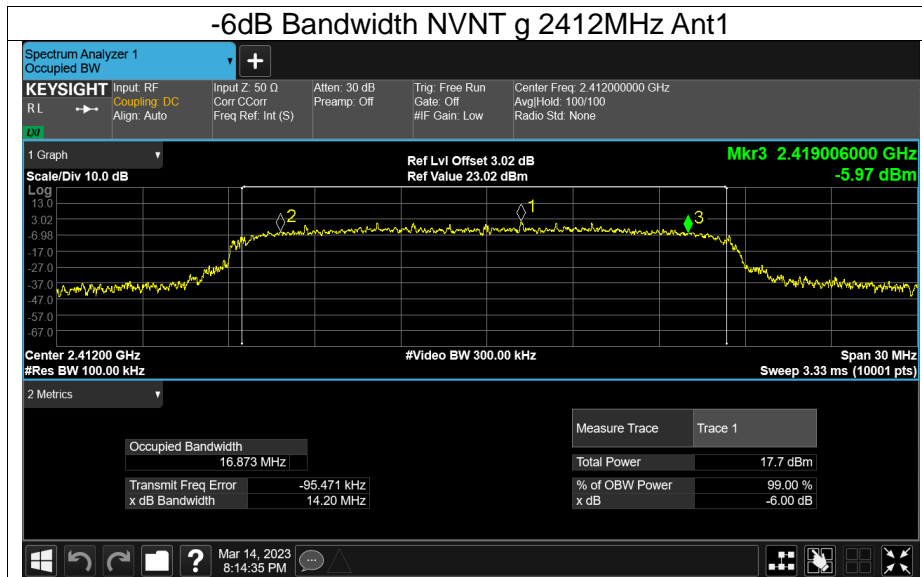 -6dB Bandwidth NVNT g 2412MHz Ant1
Spectrum Analyzer 1
Occupied BW
+
KEYSIGHT Input: RF Input Z: 50 Ω Atten: 30 dB Trig: Free Run Center Freq: 2.412000000 GHz
R L Coupling: DC Corr CCorr Preamp: Off Gate: Off Avg|Hold: 100/100
Align: Auto Freq Ref: Int (S) #IF Gain: Low Radio Std: None
LXI
1 Graph Ref Lvl Offset 3.02 dB Mkr3 2.419006000 GHz
Scale/Div 10.0 dB Ref Value 23.02 dBm -5.97 dBm
Log
13.0
3.02
-6.98
-17.0
-27.0
-37.0
-47.0
-57.0
-67.0
2
1
3
Center 2.41200 GHz #Video BW 300.00 kHz Span 30 MHz
#Res BW 100.00 kHz Sweep 3.33 ms (10001 pts)
2 Metrics
Measure Trace Trace 1
Occupied Bandwidth
16.873 MHz Total Power 17.7 dBm
Transmit Freq Error -95.471 kHz % of OBW Power 99.00 %
x dB Bandwidth 14.20 MHz x dB -6.00 dB
? Mar 14, 2023
8:14:35 PM